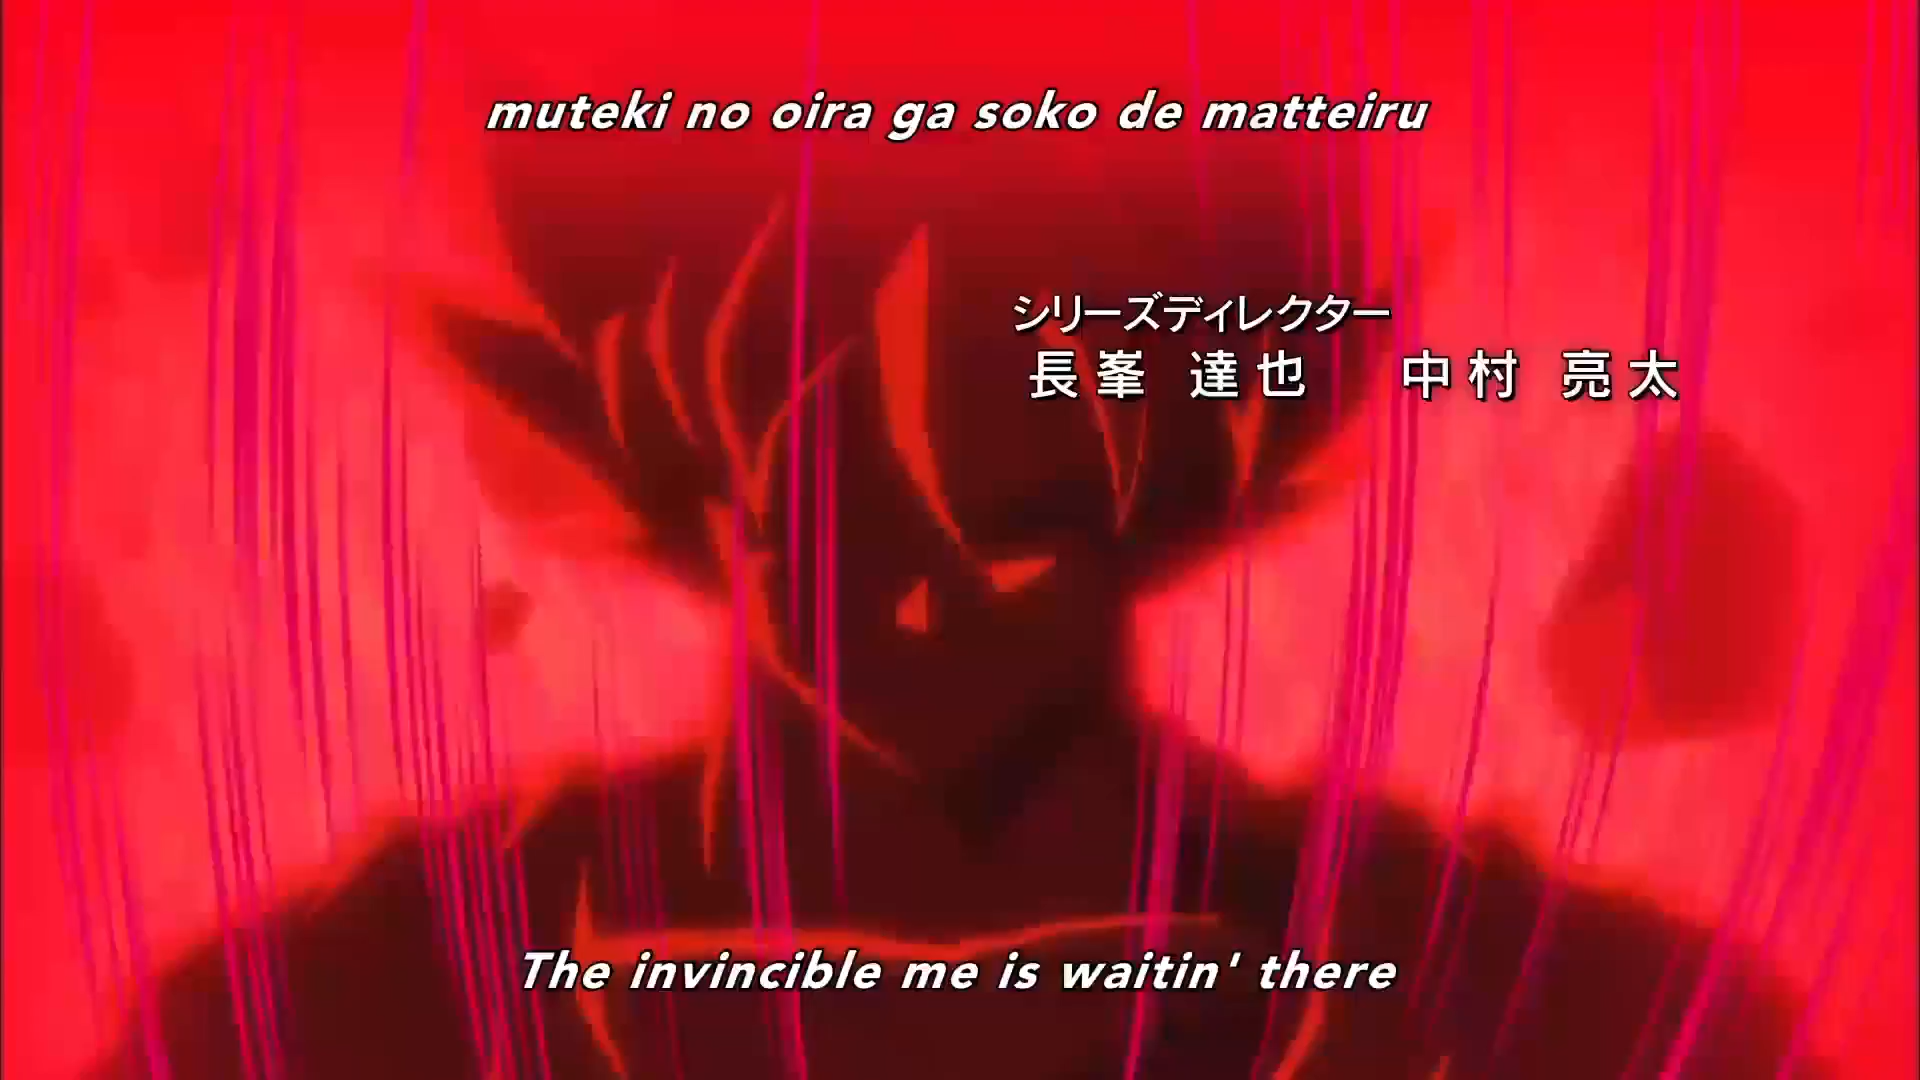 muteki no oira ga soko de matteiru
シリーズディレクター
長峯 達也 中村 亮太
The invincible me is waitin' there